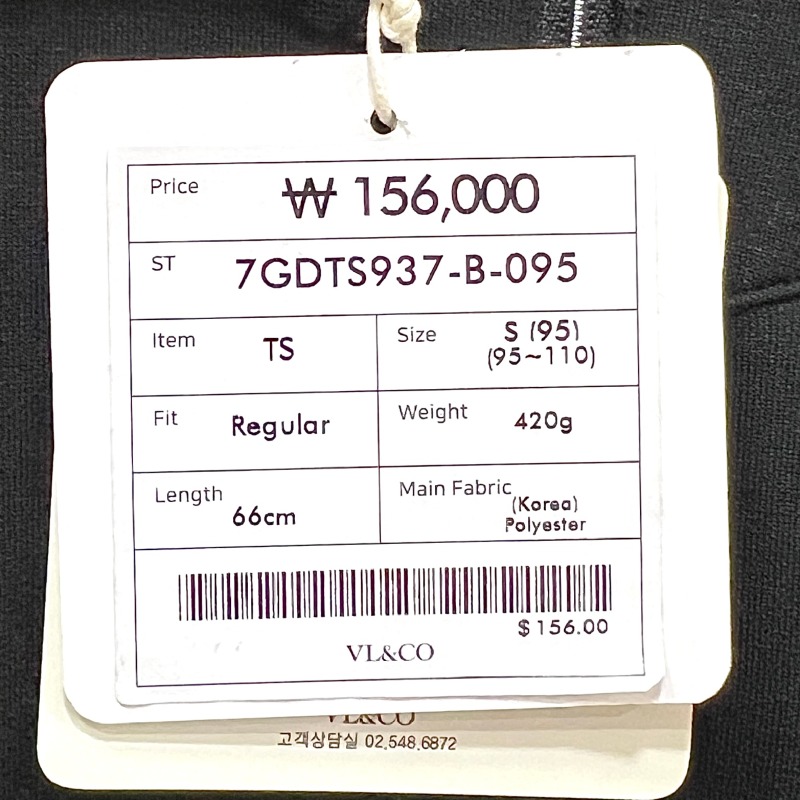 Price ₩ 156,000
ST 7GDTS937-B-095
Item TS
Size S (95)
(95~110)
Fit Regular
Weight 420g
Length 66cm
Main Fabric (Korea)
Polyester
$ 156.00
VL&CO
VL&CO
고객상담실 02.548.6872